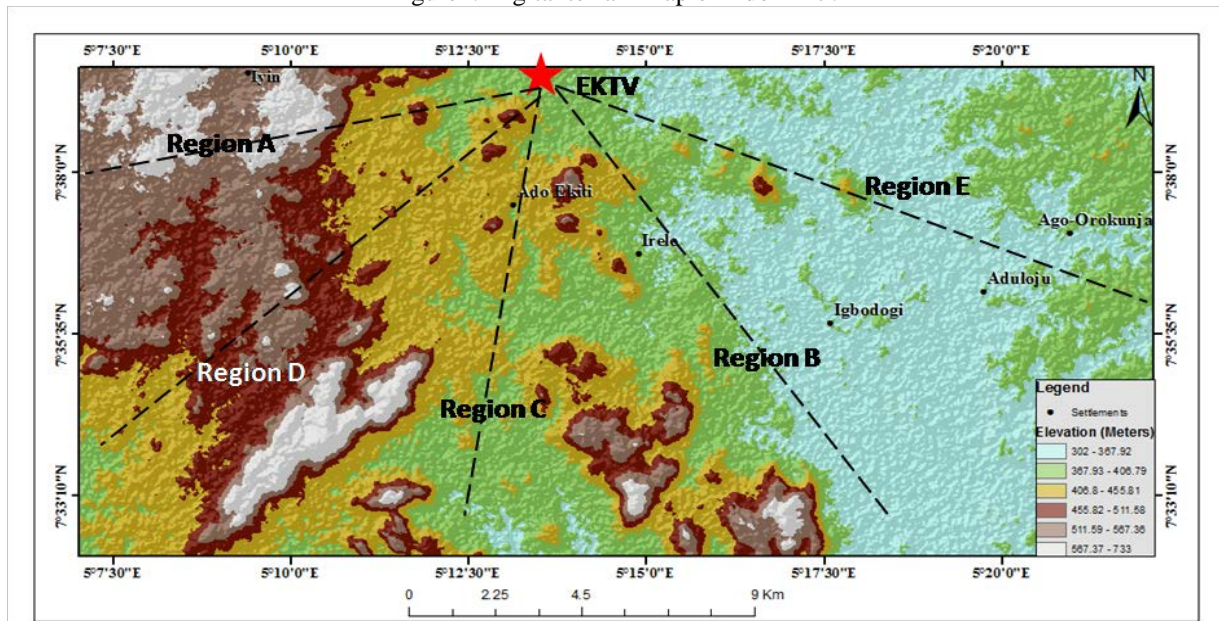 5°7'30"E 5°10'0"E 5°12'30"E 5°15'0"E 5°17'30"E 5°20'0"E
Iyin
EKTV
N
Region A
7°38'0"N
7°38'0"N
Ado Ekiti
Region E
Ago-Orokunja
Irele
Aduloju
Igbodogi
7°35'35"N
7°35'35"N
Region D
Region B
Region C
Legend
Settlements
Elevation (Meters)
302 - 367.92
367.93 - 406.79
406.8 - 455.81
455.82 - 511.58
511.59 - 567.36
567.37 - 733
7°33'10"N
7°33'10"N
5°7'30"E 5°10'0"E 5°12'30"E 5°15'0"E 5°17'30"E 5°20'0"E
0 2.25 4.5 9 Km